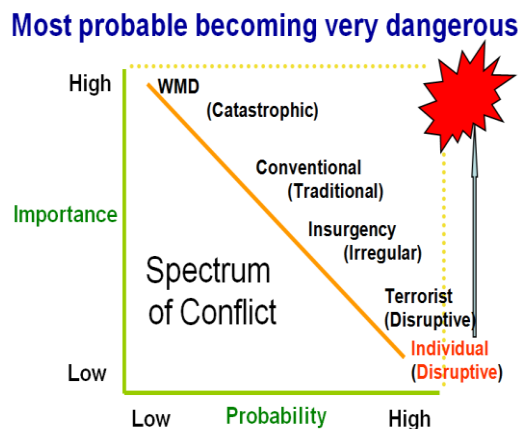 Most probable becoming very dangerous
High
WMD
(Catastrophic)
Conventional
(Traditional)
Importance
Insurgency
(Irregular)
Spectrum
of Conflict
Terrorist
(Disruptive)
Individual
(Disruptive)
Low
Low
Probability
High